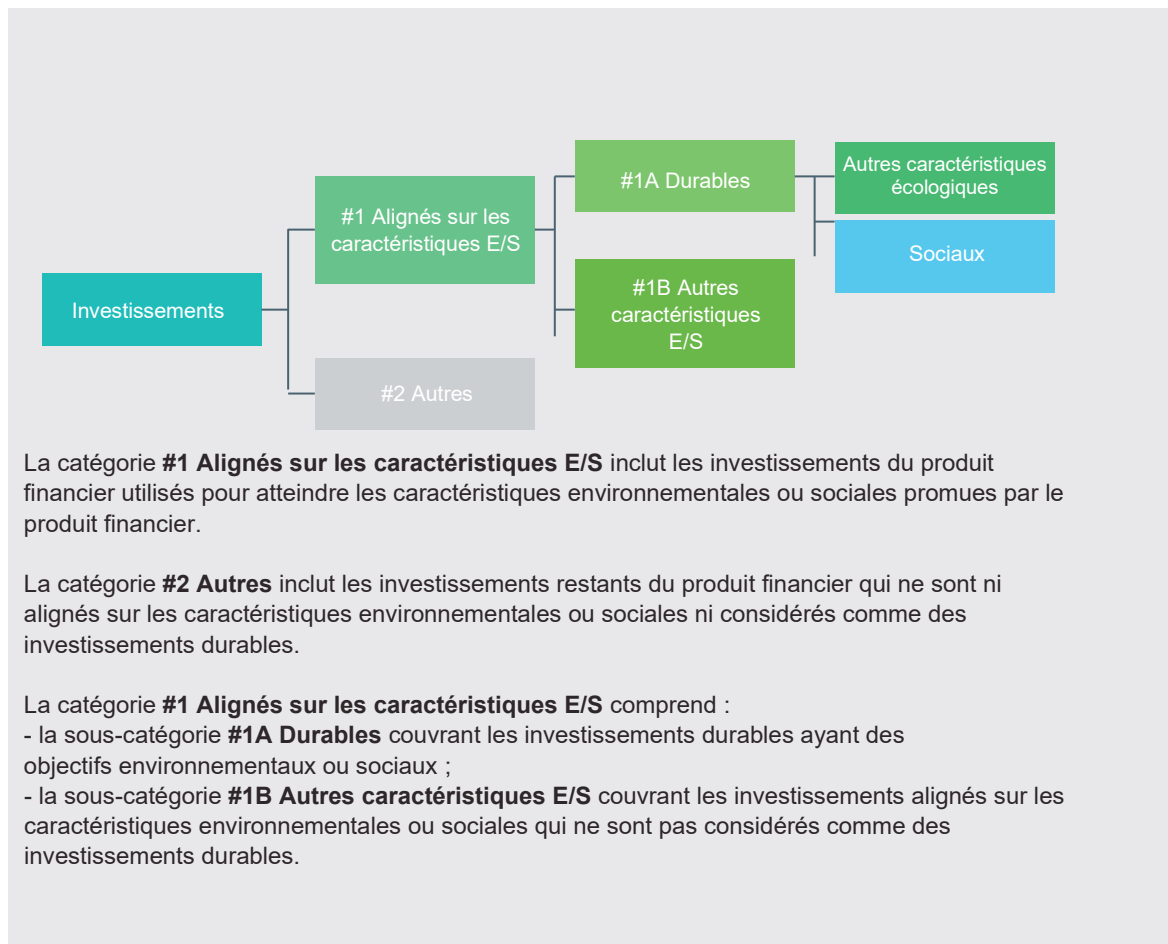 Investissements
#1 Alignés sur les
caractéristiques E/S
#2 Autres
#1A Durables
#1B Autres
caractéristiques
E/S
Autres caractéristiques
écologiques
Sociaux
La catégorie #1 Alignés sur les caractéristiques E/S inclut les investissements du produit
financier utilisés pour atteindre les caractéristiques environnementales ou sociales promues par le
produit financier.
La catégorie #2 Autres inclut les investissements restants du produit financier qui ne sont ni
alignés sur les caractéristiques environnementales ou sociales ni considérés comme des
investissements durables.
La catégorie #1 Alignés sur les caractéristiques E/S comprend :
- la sous-catégorie #1A Durables couvrant les investissements durables ayant des
objectifs environnementaux ou sociaux ;
- la sous-catégorie #1B Autres caractéristiques E/S couvrant les investissements alignés sur les
caractéristiques environnementales ou sociales qui ne sont pas considérés comme des
investissements durables.